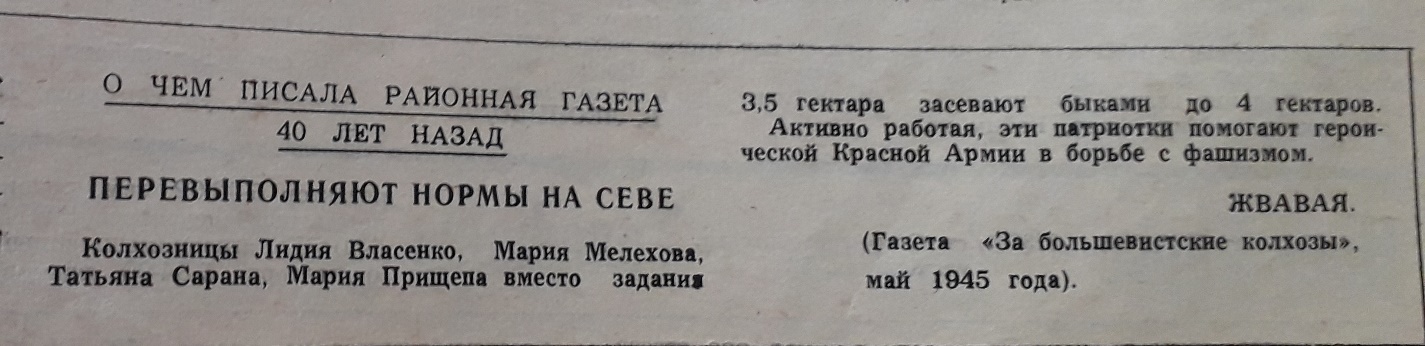 О ЧЕМ ПИСАЛА РАЙОННАЯ ГАЗЕТА
40 ЛЕТ НАЗАД
ПЕРЕВЫПОЛНЯЮТ НОРМЫ НА СЕВЕ
Колхозницы Лидия Власенко, Мария Мелехова,
Татьяна Сарана, Мария Прищепа вместо задания
3,5 гектара засевают быками до 4 гектаров.
Активно работая, эти патриотки помогают герои-
ческой Красной Армии в борьбе с фашизмом.
ЖВАВАЯ.
(Газета «За большевистские колхозы»,
май 1945 года).